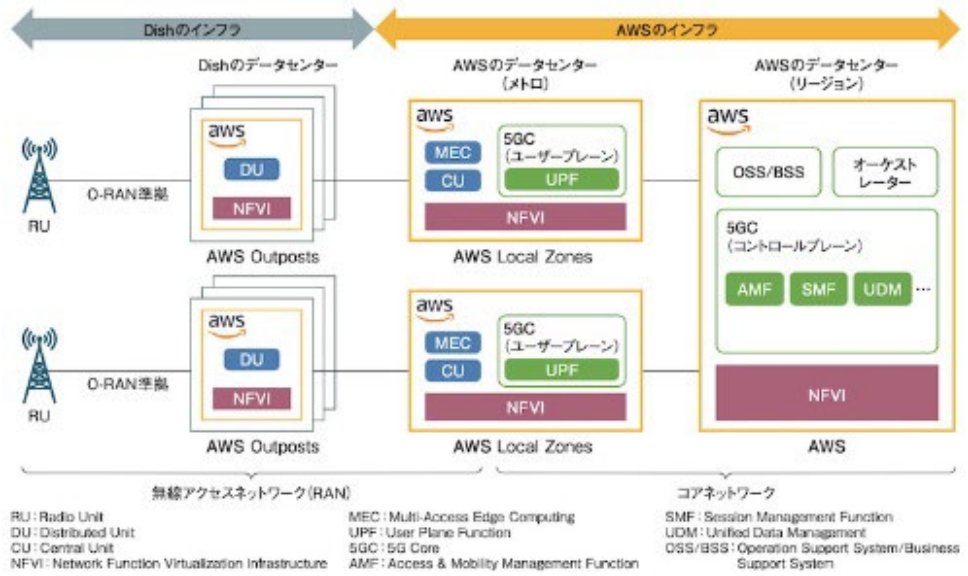 Dishのインフラ
AWSのインフラ
Dishのデータセンター
AWSのデータセンター
(メトロ)
AWSのデータセンター
(リージョン)
aws
DU
NFVI
AWS Outposts
RU
O-RAN準拠
aws
MEC
CU
5GC
(ユーザープレーン)
UPF
NFVI
AWS Local Zones
aws
OSS/BSS
オーケスト
レーター
5GC
(コントロールプレーン)
AMF
SMF
UDM
…
NFVI
AWS
aws
DU
NFVI
AWS Outposts
RU
O-RAN準拠
aws
MEC
CU
5GC
(ユーザープレーン)
UPF
NFVI
AWS Local Zones
無線アクセスネットワーク(RAN)
コアネットワーク
RU:Radio Unit
DU:Distributed Unit
CU:Central Unit
NFVI:Network Function Virtualization Infrastructure
MEC:Multi-Access Edge Computing
UPF:User Plane Function
5GC:5G Core
AMF:Access & Mobility Management Function
SMF:Session Management Function
UDM:Unified Data Management
OSS/BSS:Operation Support System/Business
Support System